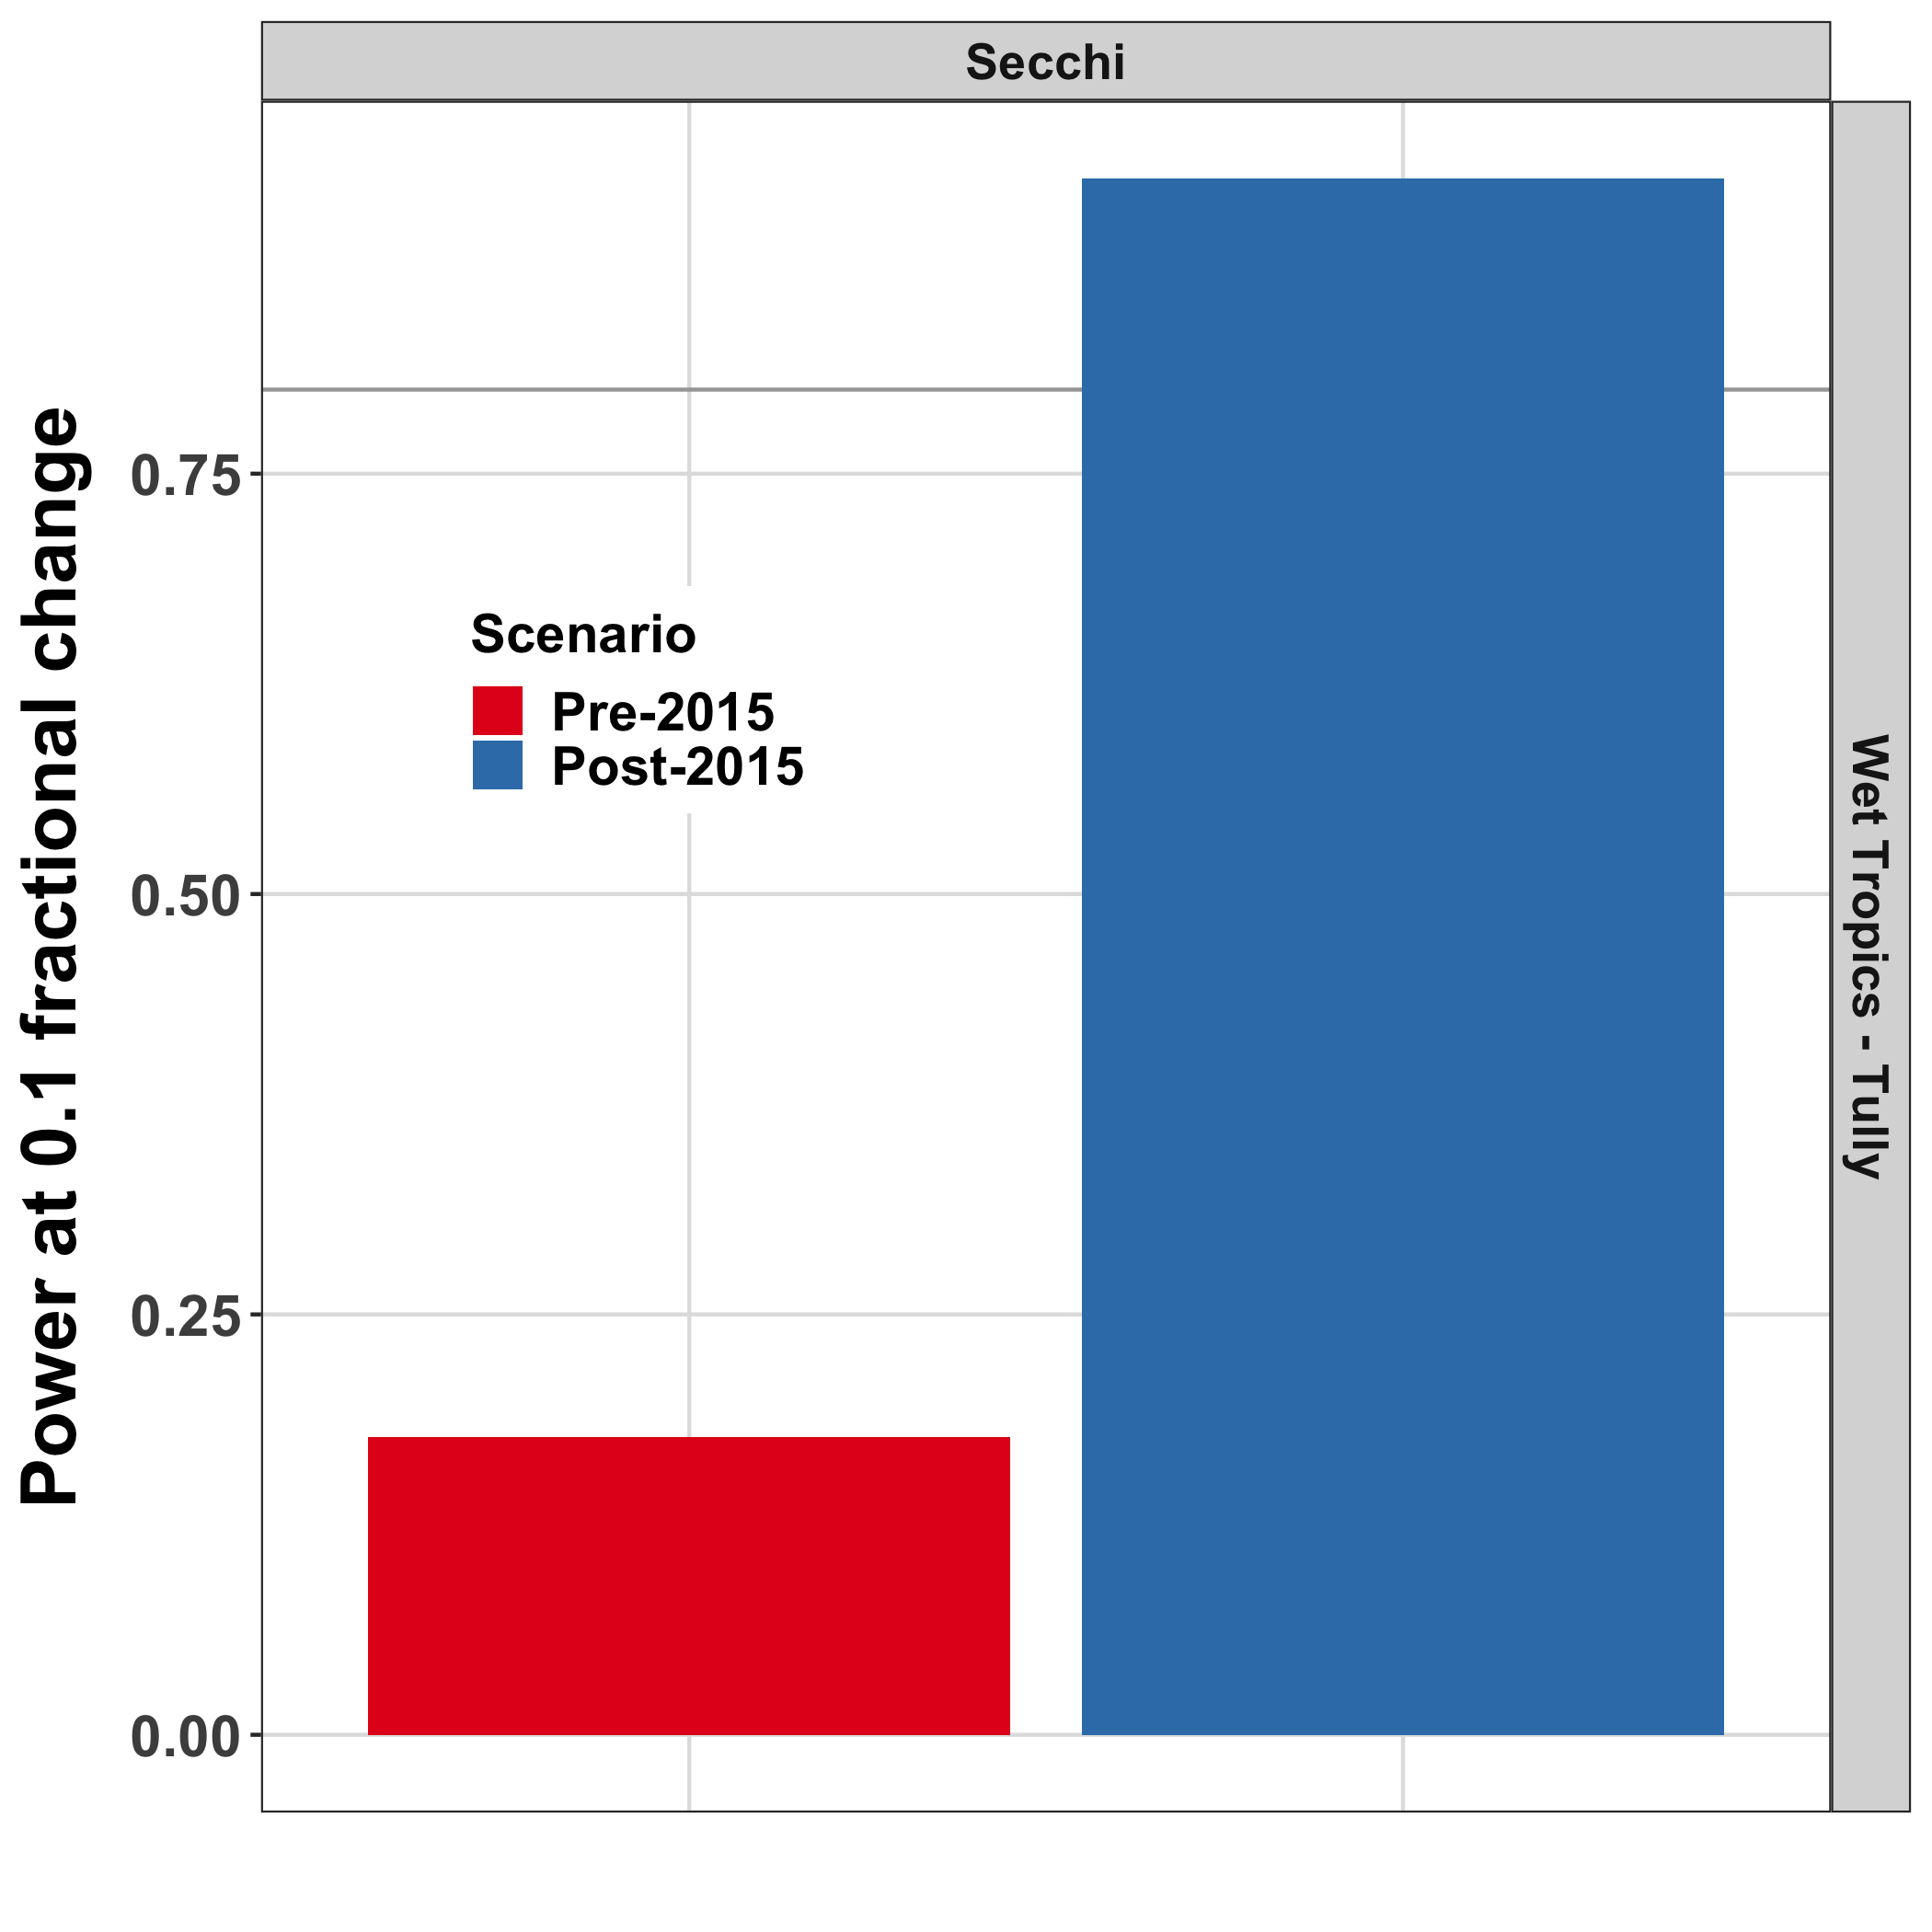 Secchi
Power at 0.1 fractional change
0.75
0.50
0.25
0.00
Scenario
Pre-2015
Post-2015
Wet Tropics - Tully